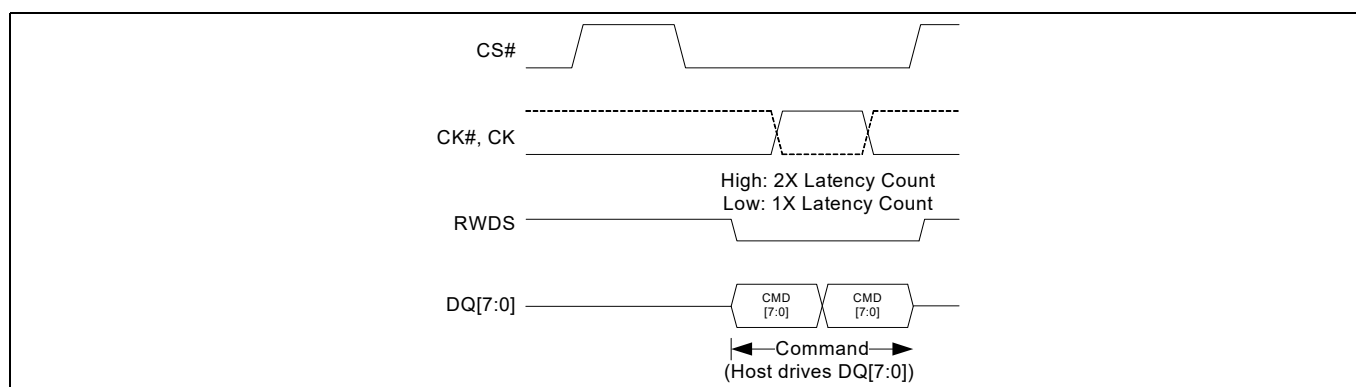 CS#
CK#, CK
High: 2X Latency Count
Low: 1X Latency Count
RWDS
DQ[7:0]
CMD
[7:0]
CMD
[7:0]
Command
(Host drives DQ[7:0])